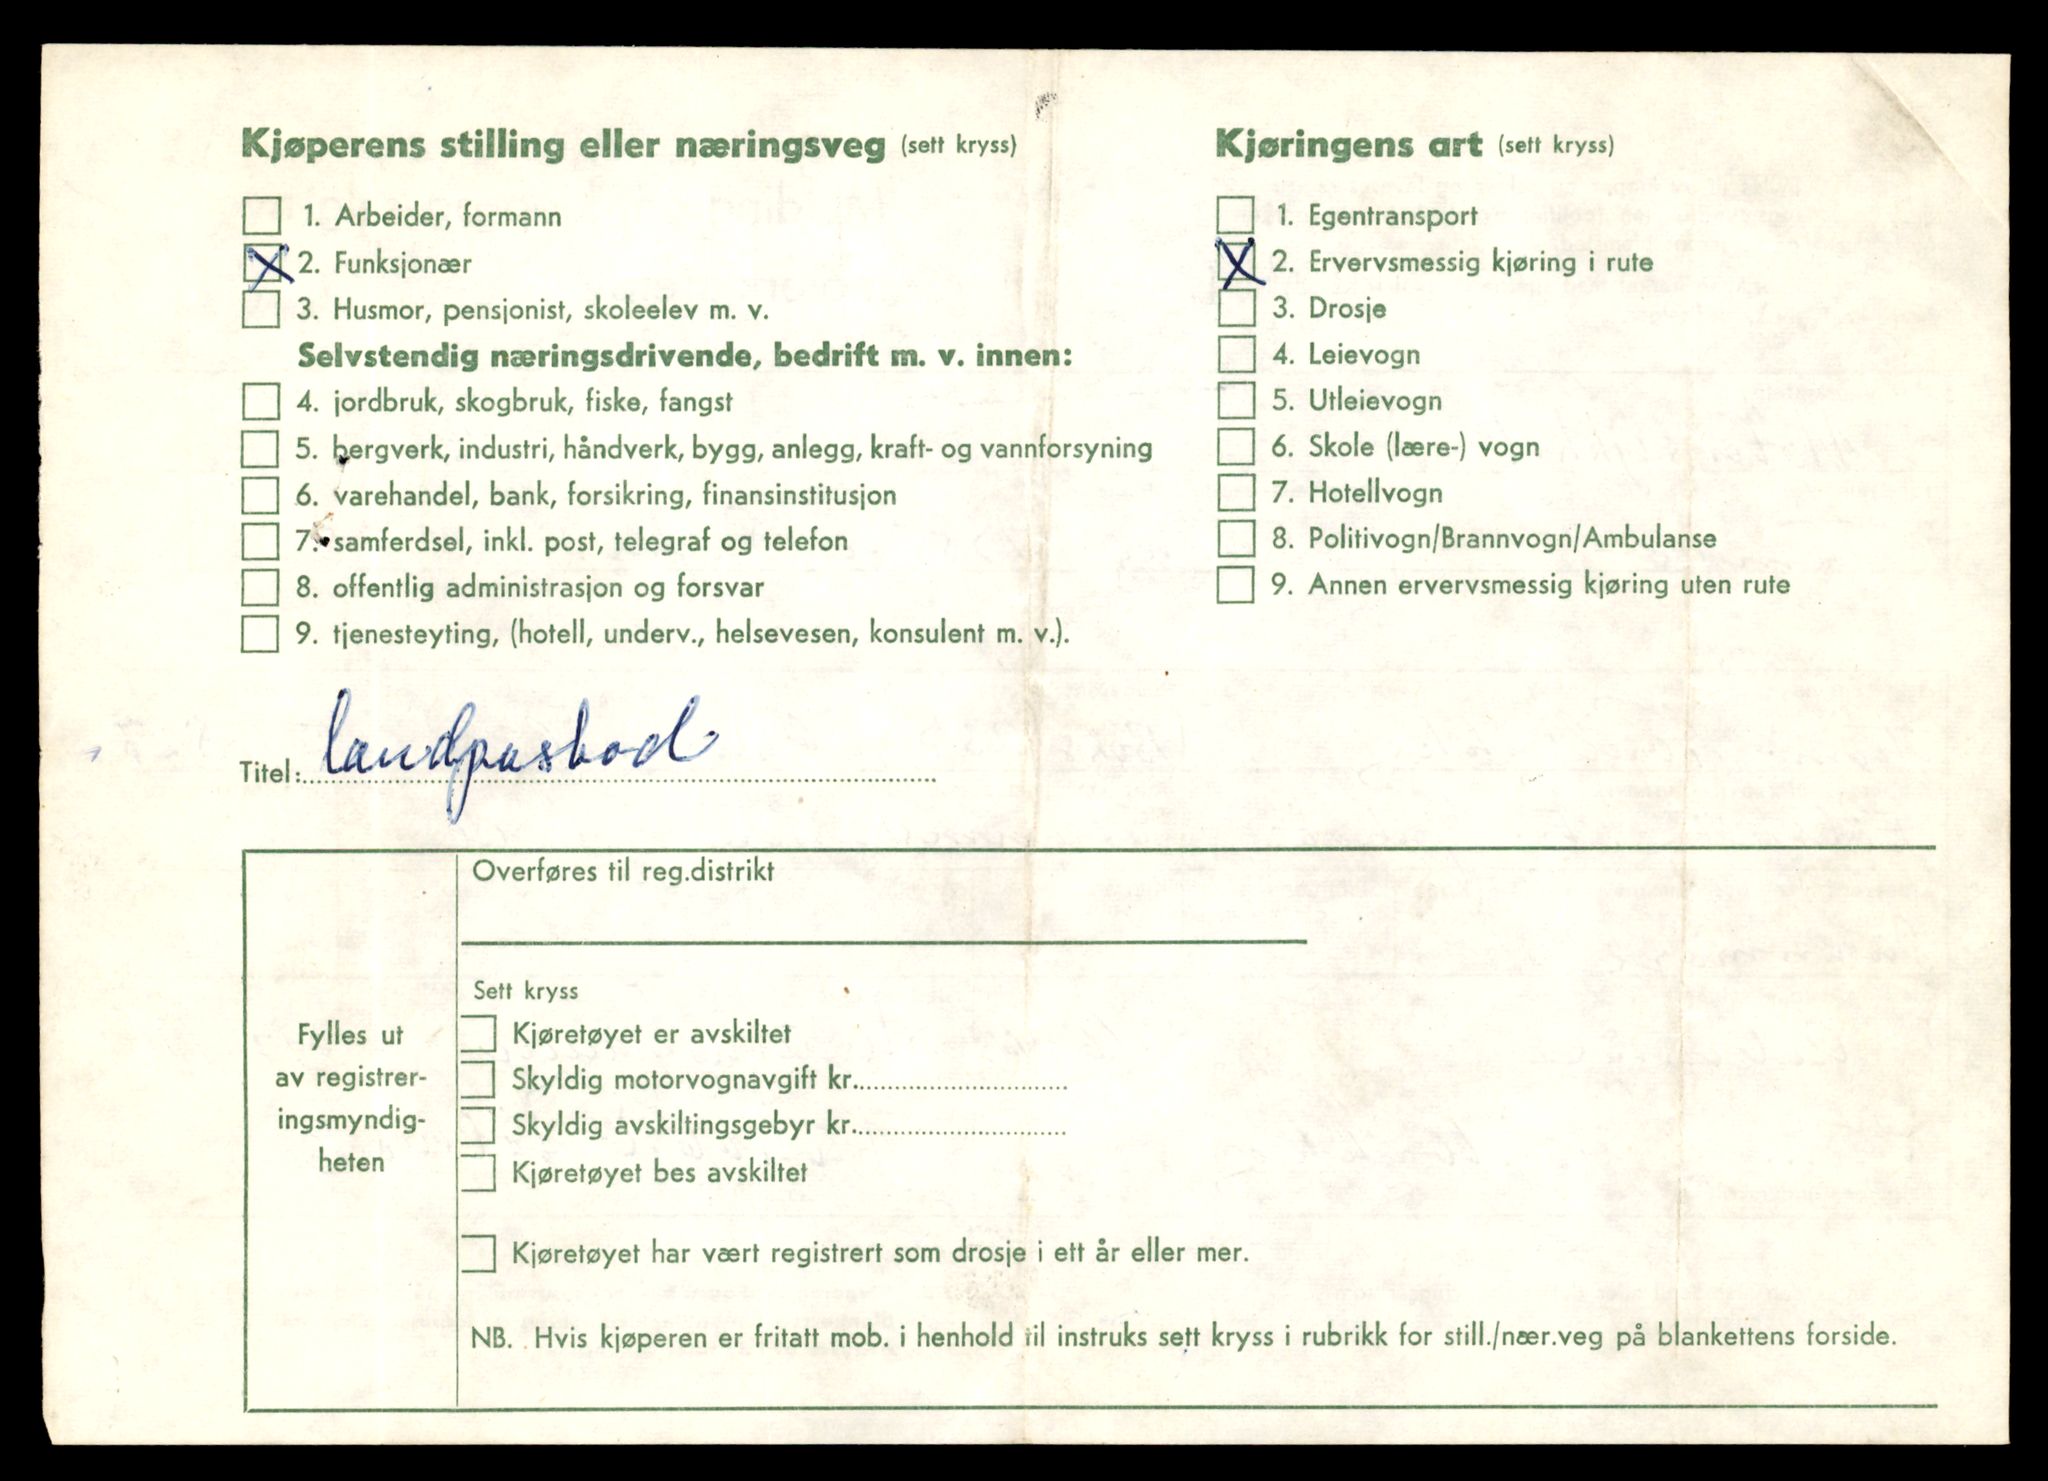 Kjøperens stilling eller næringsveg (sett kryss)
1. Arbeider, formann
X 2. Funksjonær
3. Husmor, pensjonist, skoleelev m. v.
Selvstendig næringsdrivende, bedrift m. v. innen:
4. jordbruk, skogbruk, fiske, fangst
5. bergverk, industri, håndverk, bygg, anlegg, kraft- og vannforsyning
6. varehandel, bank, forsikring, finansinstitusjon
7. samferdsel, inkl. post, telegraf og telefon
8. offentlig administrasjon og forsvar
9. tjenesteyting, (hotell, underv., helsevesen, konsulent m. v.).
Titel: landposbod
Kjøringens art (sett kryss)
1. Egentransport
X 2. Ervervsmessig kjøring i rute
3. Drosje
4. Leievogn
5. Utleievogn
6. Skole (lære-) vogn
7. Hotellvogn
8. Politivogn/Brannvogn/Ambulanse
9. Annen ervervsmessig kjøring uten rute
Fylles ut
av registrer-
ingsmyndig-
heten
Overføres til reg.distrikt
Sett kryss
Kjøretøyet er avskiltet
Skyldig motorvognavgift kr.
Skyldig avskiltingsgebyr kr.
Kjøretøyet bes avskiltet
Kjøretøyet har vært registrert som drosje i ett år eller mer.
NB. Hvis kjøperen er fritatt mob. i henhold til instruks sett kryss i rubrikk for still./nær.veg på blankettens forside.